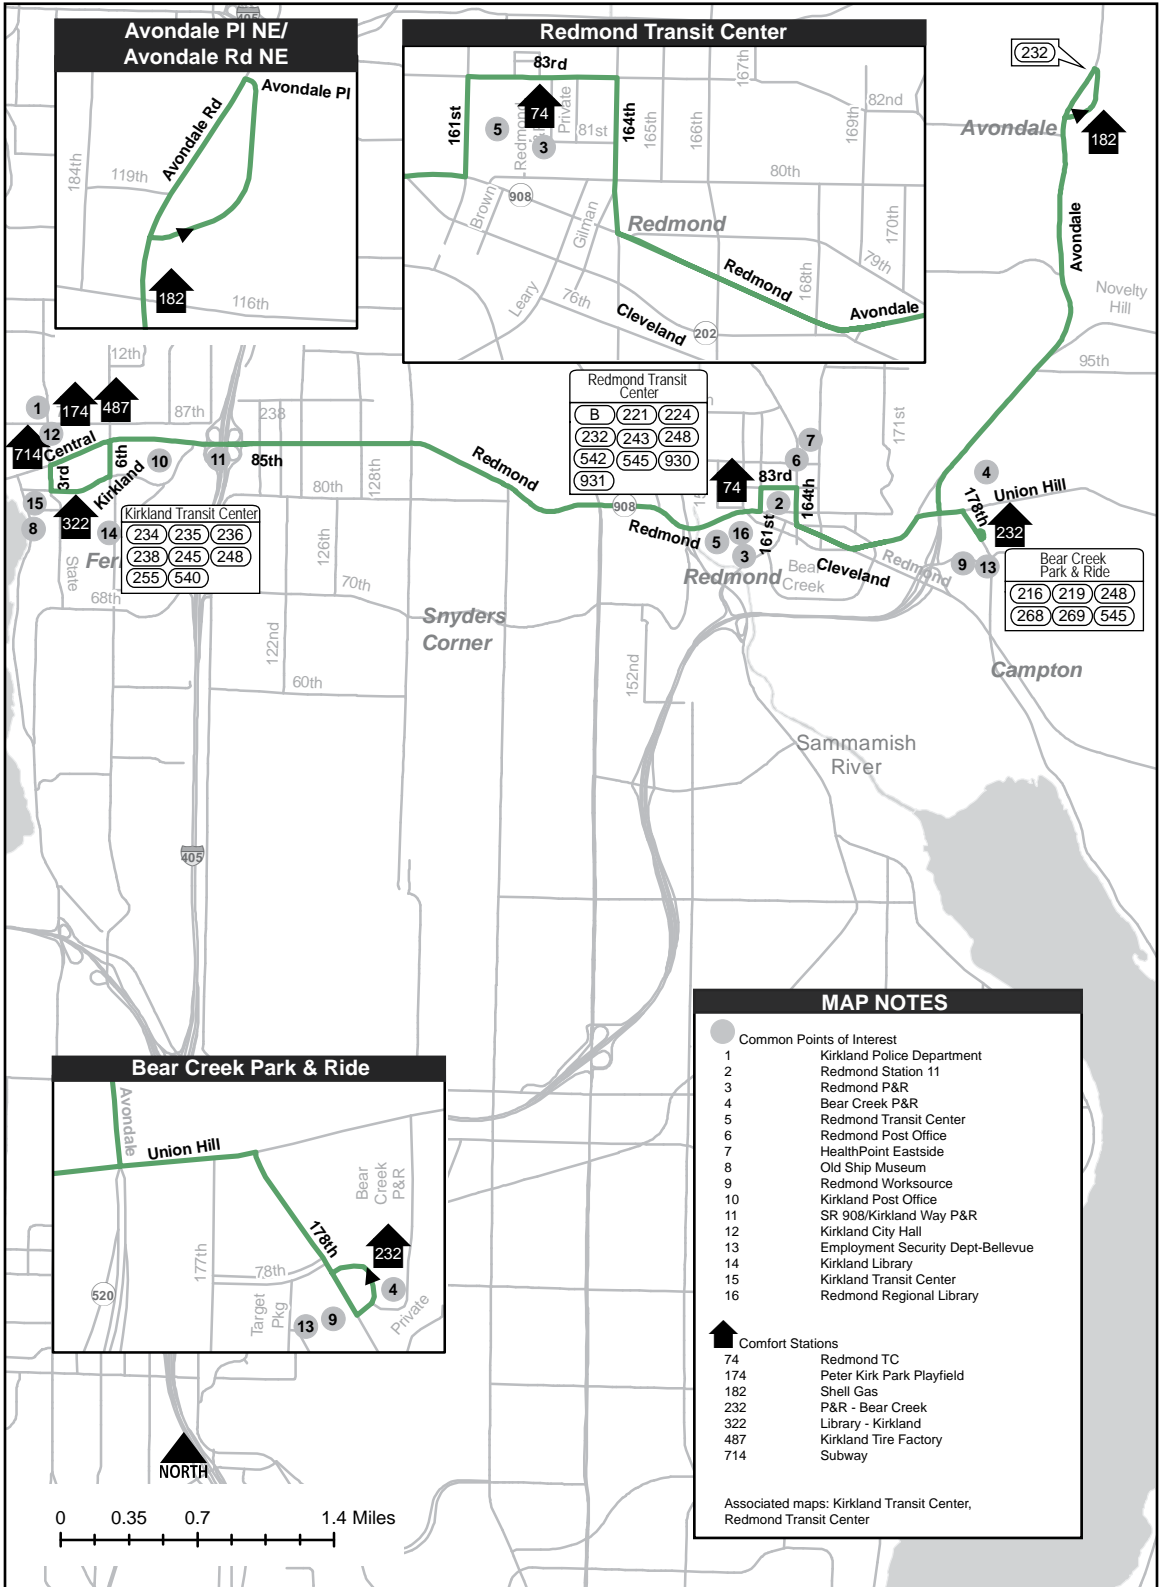 405
Avondale Pl NE/
Avondale Rd NE
Avondale Pl
Avondale Rd
184th
119th
182
116th
Redmond Transit Center
83rd
167th
161st
5
Redmond
74
Private
3
81st
164th
165th
166th
82nd
169th
80th
Brown
908
Gilman
Redmond
170th
Leary
76th
Cleveland
Redmond
168th
79th
Avondale
202
232
Avondale
182
Avondale
Novelty
Hill
95th
12th
1
174
487
87th
238
12
714
Central
3rd
6th
Kirkland
10
11
85th
80th
128th
15
8
322
14
State
68th
Kirkland Transit Center
234 235 236
238 245 248
255 540
126th
70th
122nd
60th
Redmond
Snyders
Corner
Redmond Transit
Center
B 221 224
232 243 248
542 545 930
931
908
Redmond
74
83rd
2
161st
164th
16
5
3
Redmond
7
6
171st
Bear
Creek
Cleveland
Redmond
4
Union Hill
178th
232
9
13
Bear Creek
Park & Ride
216 219 248
268 269 545
Campton
152nd
Sammamish
River
405
Bear Creek Park & Ride
Avondale
Union Hill
Bear
Creek
P&R
178th
232
177th
78th
4
520
Target
Pkg
13
9
Private
NORTH
0 0.35 0.7 1.4 Miles
MAP NOTES
Common Points of Interest
1 Kirkland Police Department
2 Redmond Station 11
3 Redmond P&R
4 Bear Creek P&R
5 Redmond Transit Center
6 Redmond Post Office
7 HealthPoint Eastside
8 Old Ship Museum
9 Redmond Worksource
10 Kirkland Post Office
11 SR 908/Kirkland Way P&R
12 Kirkland City Hall
13 Employment Security Dept-Bellevue
14 Kirkland Library
15 Kirkland Transit Center
16 Redmond Regional Library
Comfort Stations
74 Redmond TC
174 Peter Kirk Park Playfield
182 Shell Gas
232 P&R - Bear Creek
322 Library - Kirkland
487 Kirkland Tire Factory
714 Subway
Associated maps: Kirkland Transit Center,
Redmond Transit Center